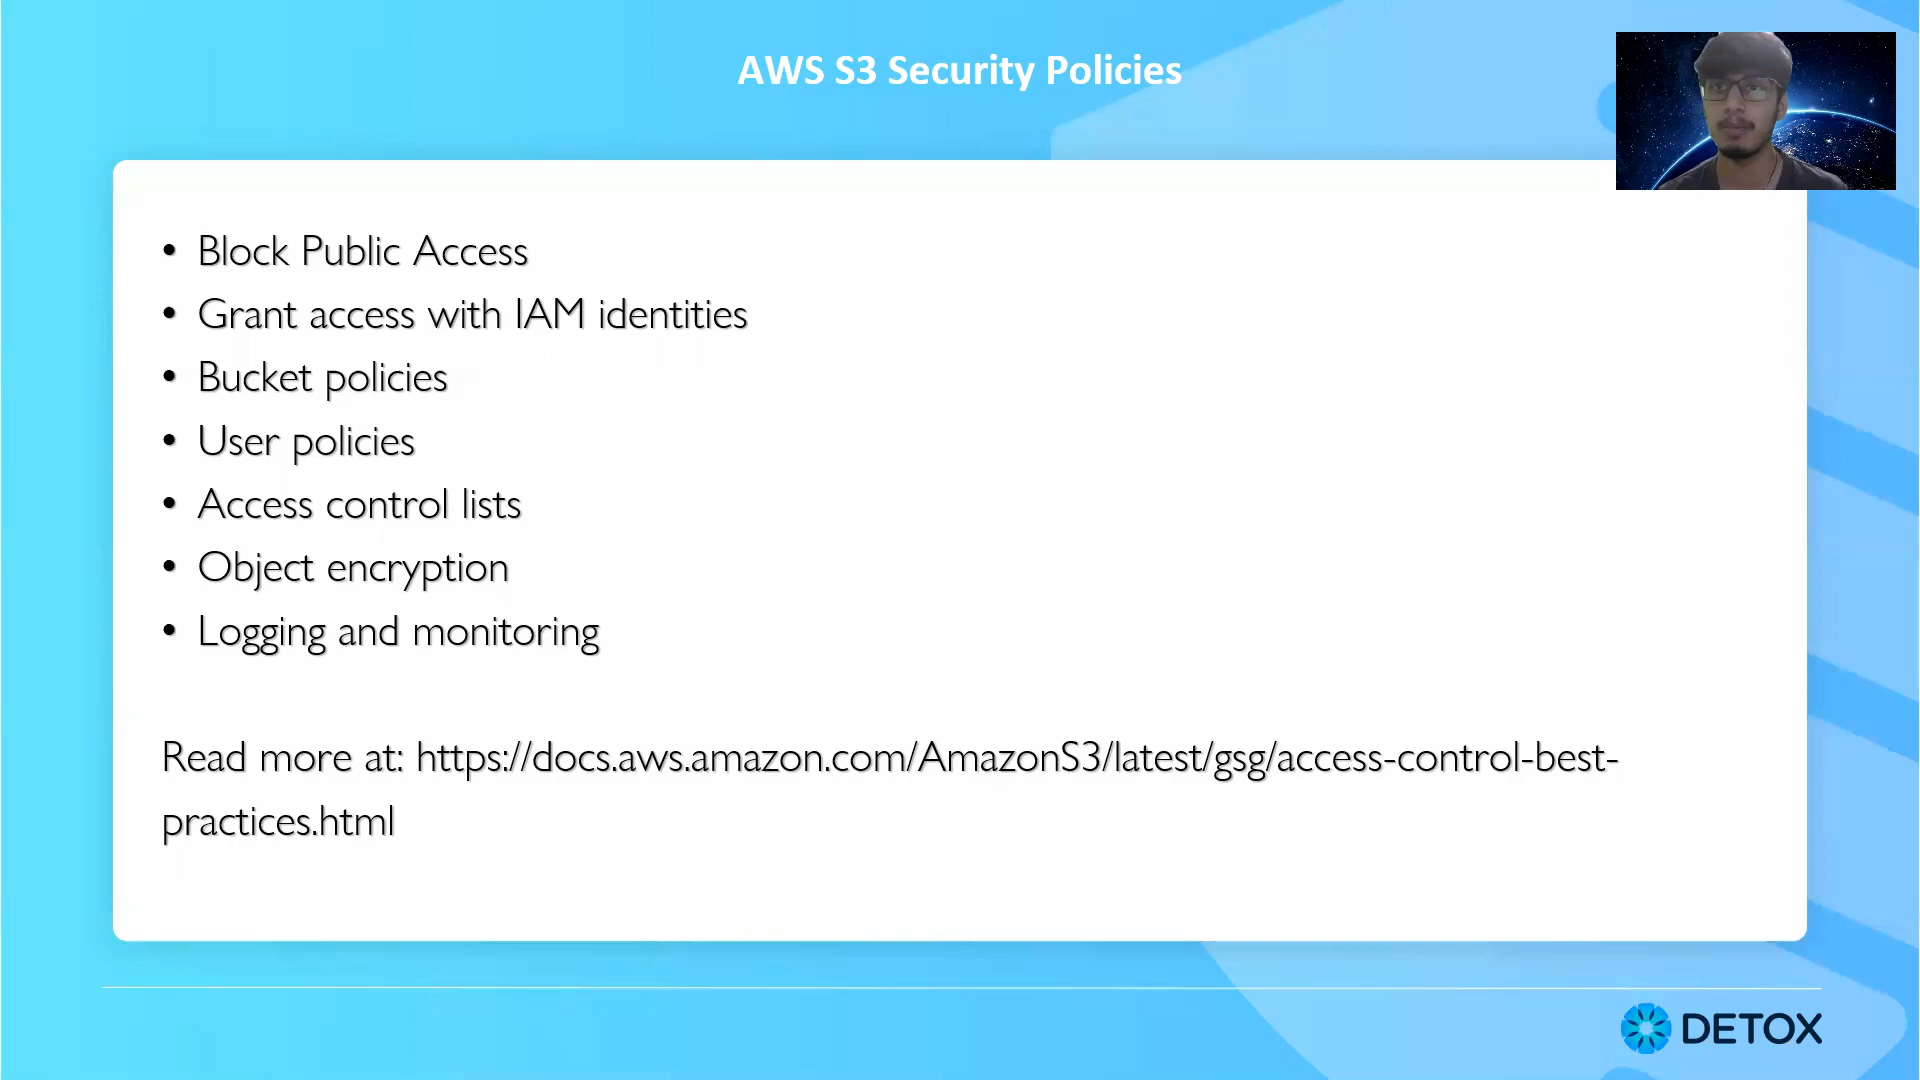 AWS S3 Security Policies
• Block Public Access
• Grant access with IAM identities
• Bucket policies
• User policies
• Access control lists
• Object encryption
• Logging and monitoring
Read more at: https://docs.aws.amazon.com/AmazonS3/latest/gsg/access-control-best-
practices.html
DETOX